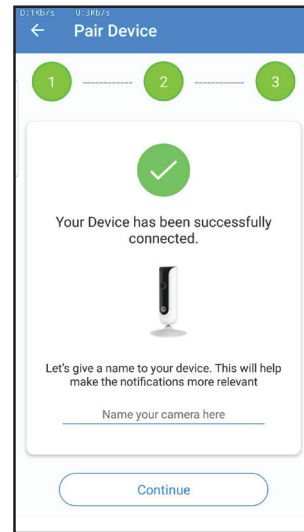 D:1Kb/s U:3Kb/s
Pair Device
1 2 3
Your Device has been successfully
connected.
Let's give a name to your device. This will help
make the notifications more relevant
Name your camera here
Continue